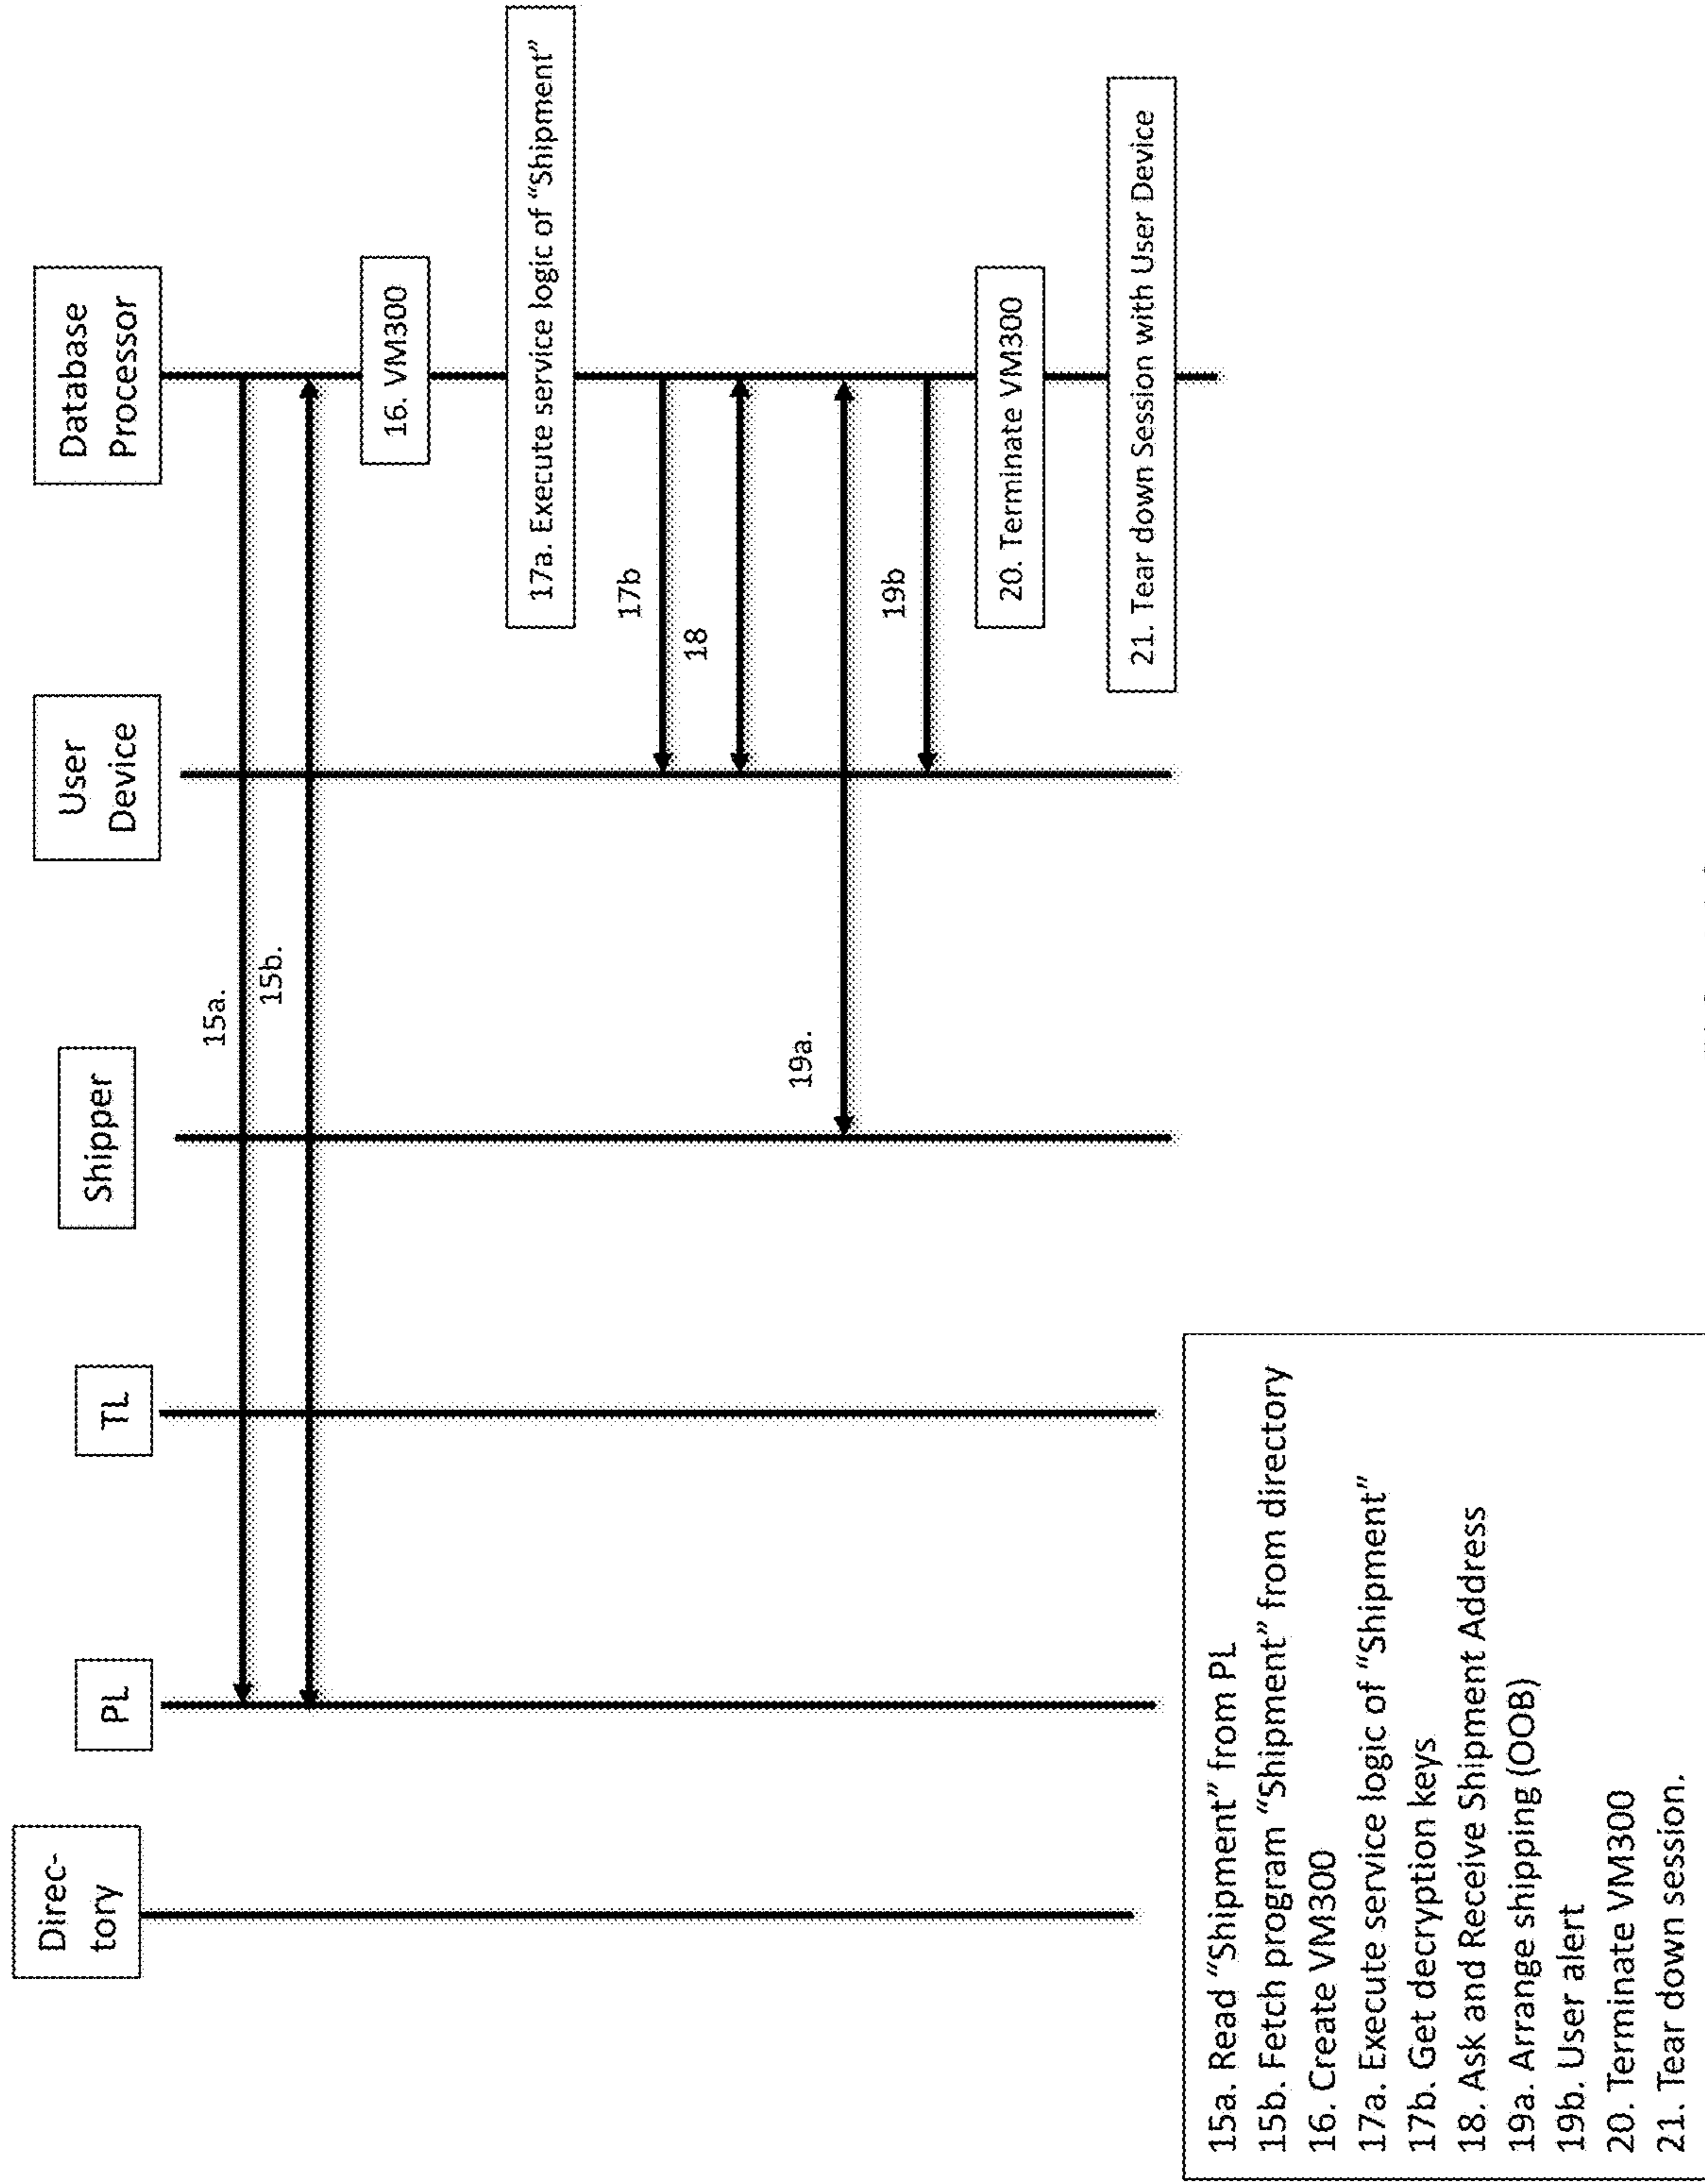 Direc-
tory
PL
TL
Shipper
User
Device
Database
Processor
15a.
15b.
16. VM300
17a. Execute service logic of “Shipment”
17b
18
19a.
19b
20. Terminate VM300
21. Tear down Session with User Device
15a. Read “Shipment” from PL
15b. Fetch program “Shipment” from directory
16. Create VM300
17a. Execute service logic of “Shipment”
17b. Get decryption keys
18. Ask and Receive Shipment Address
19a. Arrange shipping (OOB)
19b. User alert
20. Terminate VM300
21. Tear down session.